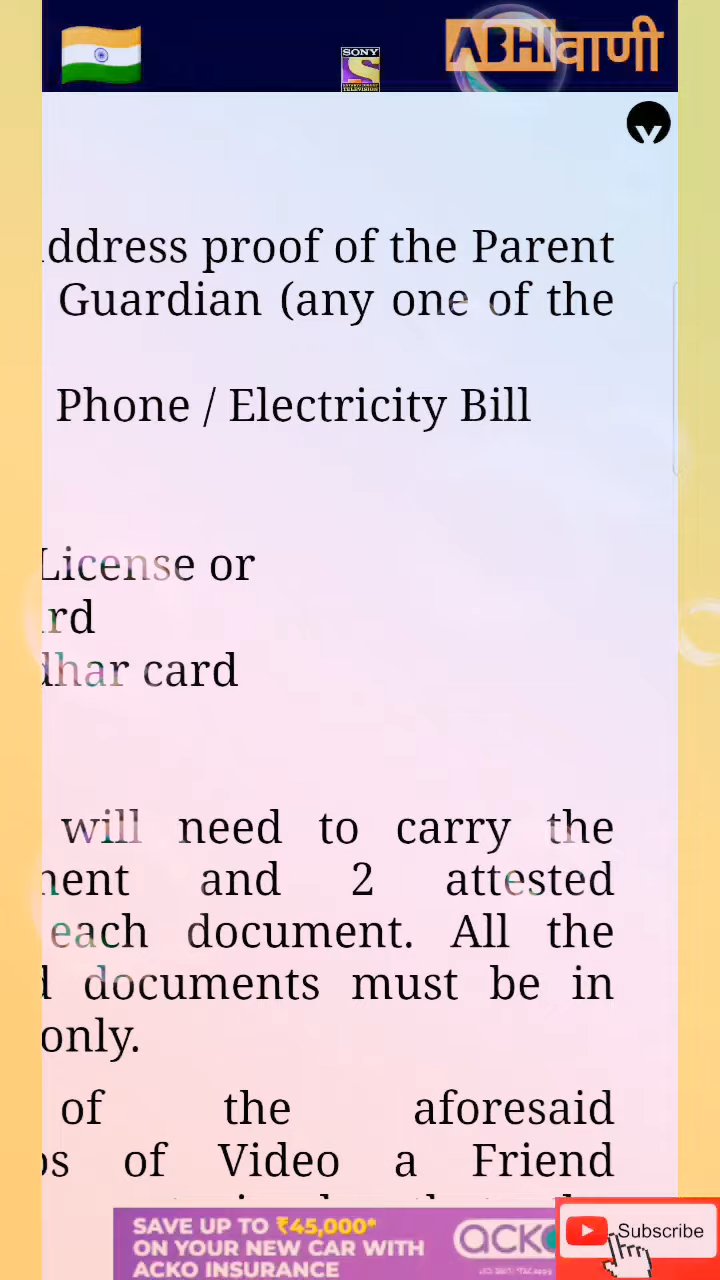 SONY
ABHIवाणी
ddress proof of the Parent
Guardian (any one of the
Phone / Electricity Bill
License or
rd
dhar card
will need to carry the
nent and 2 attested
each document. All the
d documents must be in
only.
of the aforesaid
os of Video a Friend
SAVE UP TO ₹45,000*
ON YOUR NEW CAR WITH
ACKO INSURANCE
acko
Subscribe